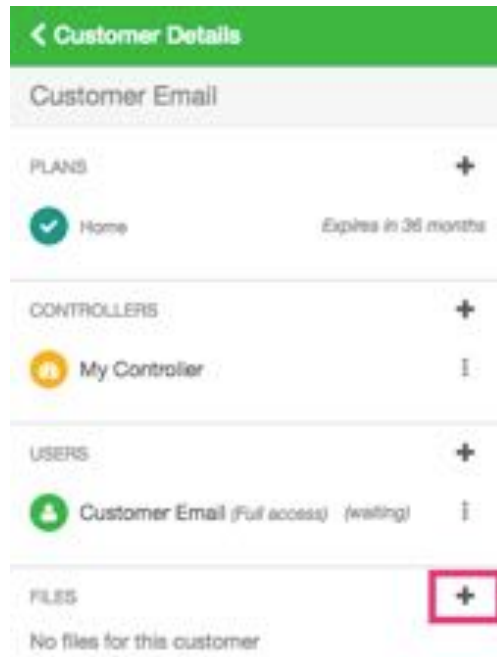 Customer Details
Customer Email
PLANS
Home Expires in 36 months
CONTROLLERS
My Controller
USERS
Customer Email (Full access) (waiting)
FILES
No files for this customer